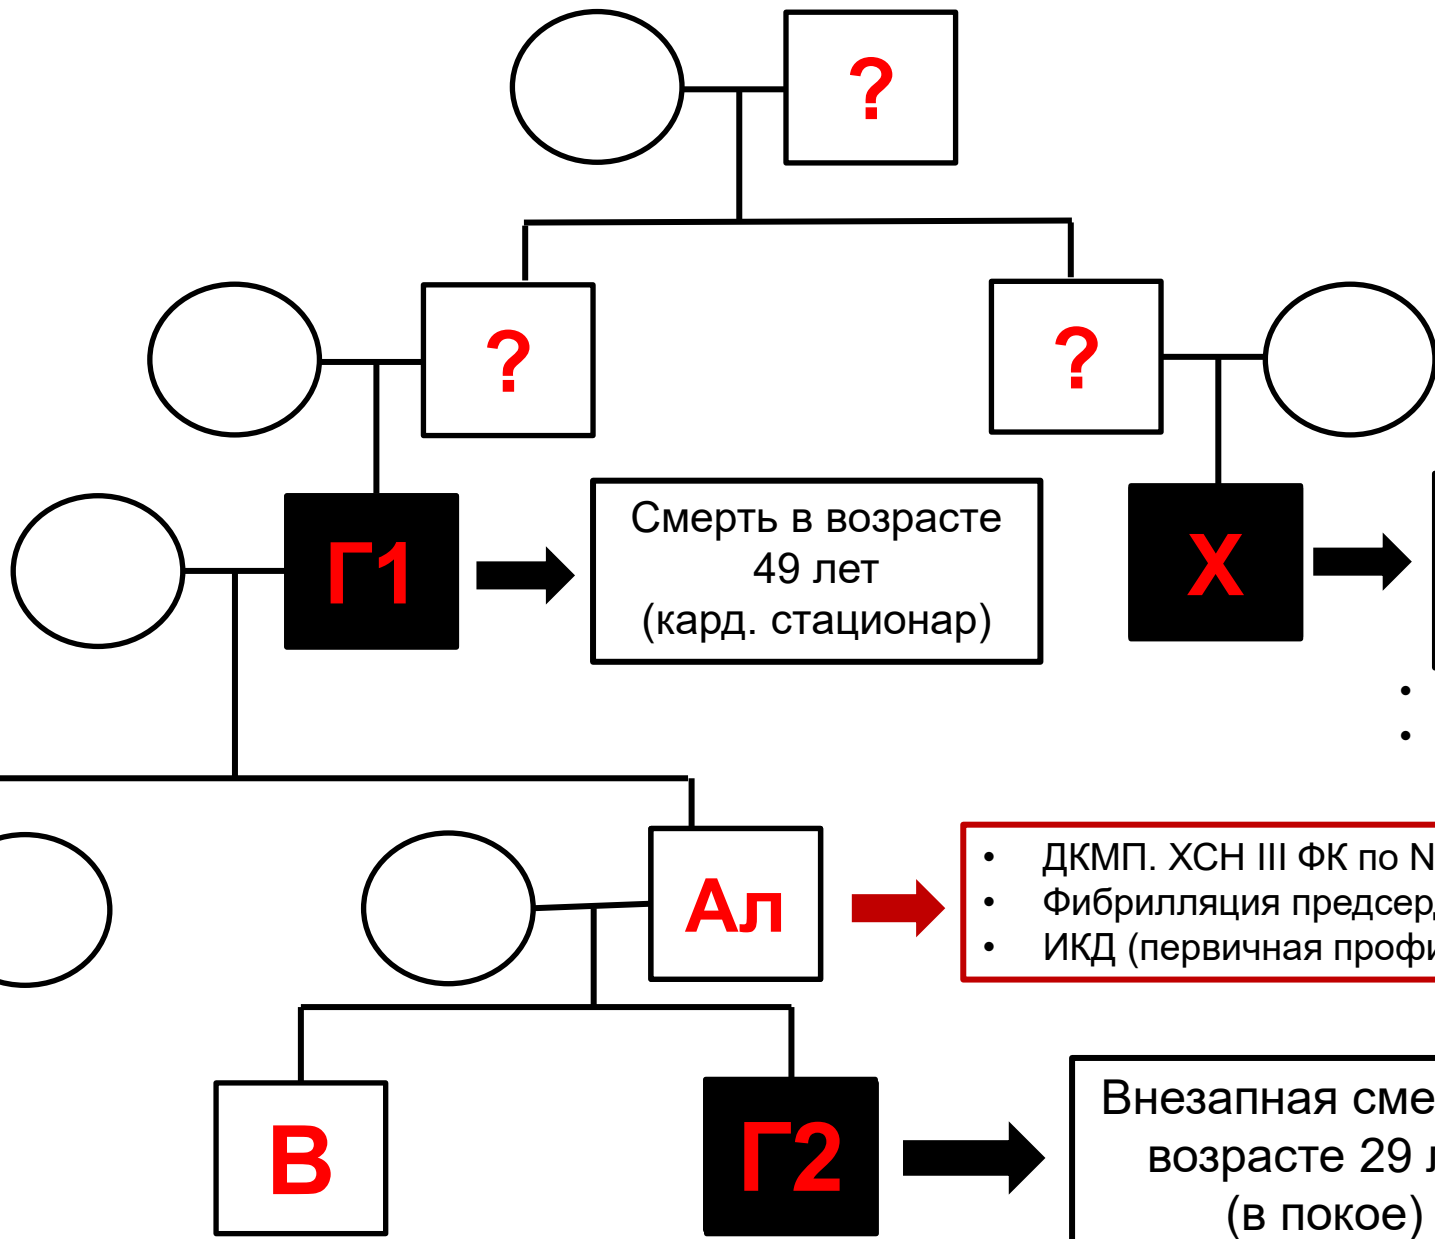 ?
?
?
Г1
Смерть в возрасте
49 лет
(кард. стационар)
Х
•
•
Ал
• ДКМП. ХСН III ФК по N
• Фибрилляция предсер
• ИКД (первичная профи
В
Г2
Внезапная сме
возрасте 29 л
(в покое)